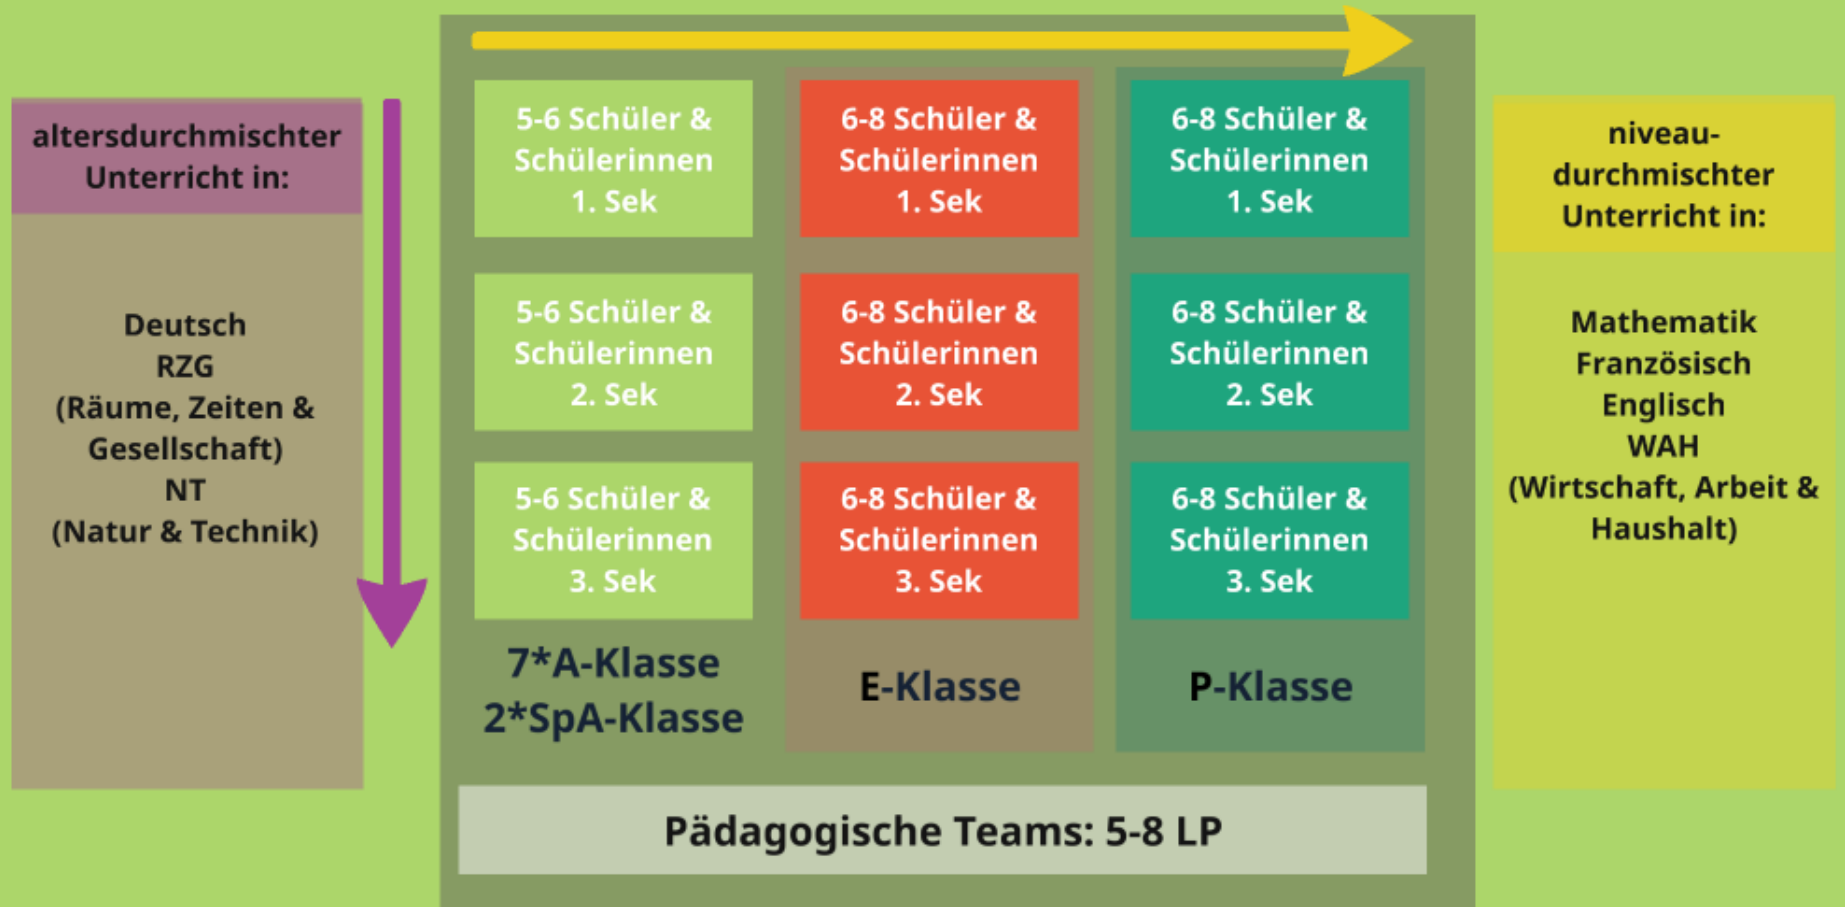 altersdurchmischter
Unterricht in:
Deutsch
RZG
(Räume, Zeiten &
Gesellschaft)
NT
(Natur & Technik)
5-6 Schüler &
Schülerinnen
1. Sek
6-8 Schüler &
Schülerinnen
1. Sek
6-8 Schüler &
Schülerinnen
1. Sek
5-6 Schüler &
Schülerinnen
2. Sek
6-8 Schüler &
Schülerinnen
2. Sek
6-8 Schüler &
Schülerinnen
2. Sek
5-6 Schüler &
Schülerinnen
3. Sek
6-8 Schüler &
Schülerinnen
3. Sek
6-8 Schüler &
Schülerinnen
3. Sek
7*A-Klasse
2*SpA-Klasse
E-Klasse
P-Klasse
Pädagogische Teams: 5-8 LP
niveau-
durchmischter
Unterricht in:
Mathematik
Französisch
Englisch
WAH
(Wirtschaft, Arbeit &
Haushalt)